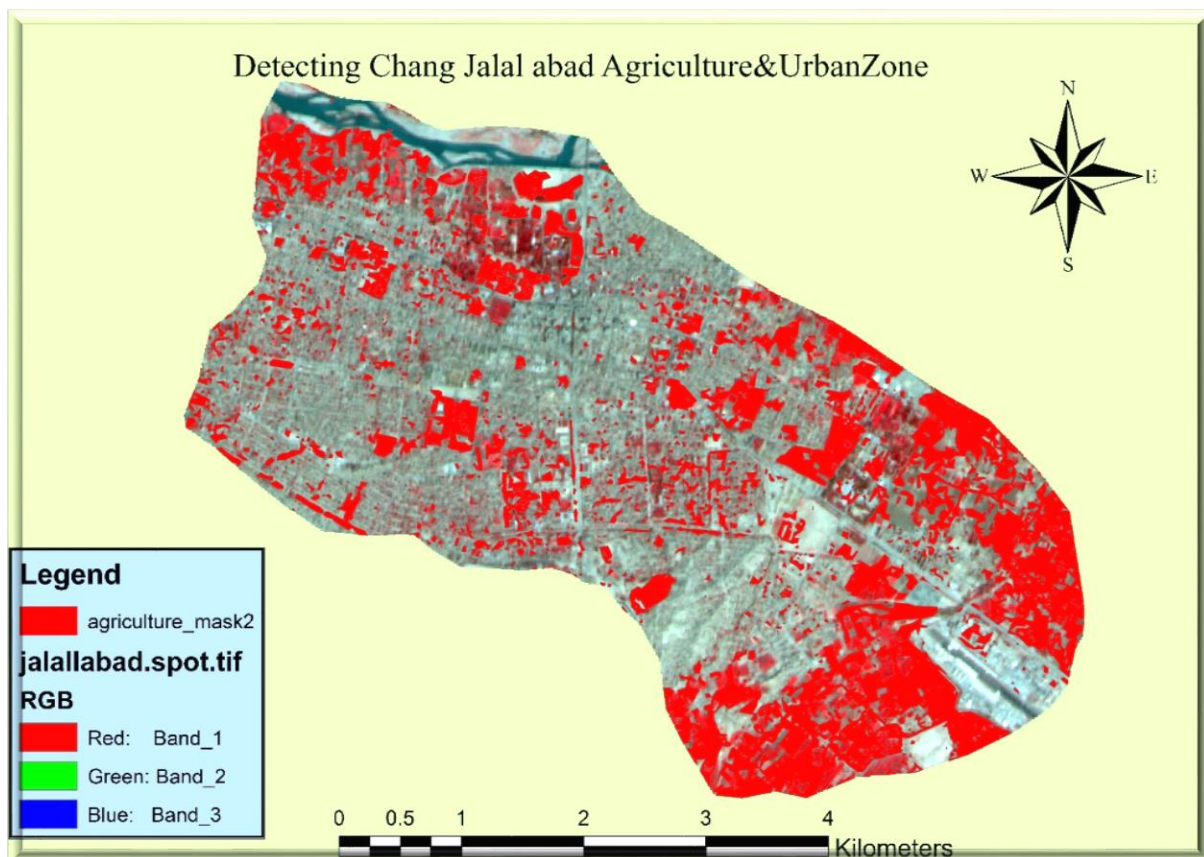 Detecting Chang Jalal abad Agriculture&UrbanZone
N
W E
S
Legend
agriculture_mask2
jalallabad.spot.tif
RGB
Red: Band_1
Green: Band_2
Blue: Band_3
0 0.5 1 2 3 4
Kilometers